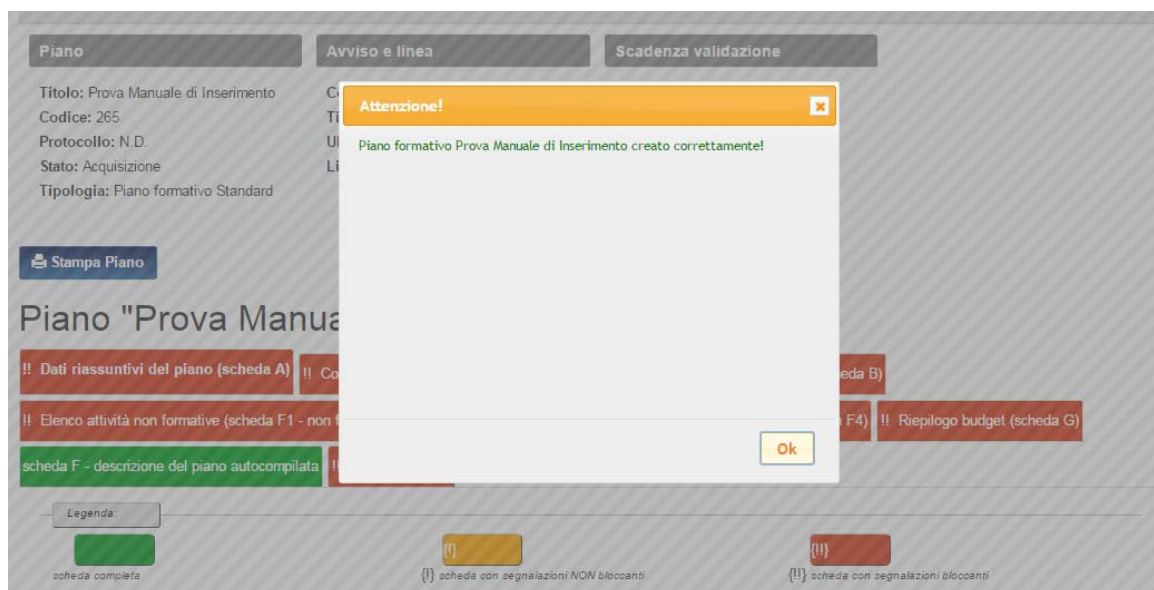 Piano
Avviso e linea
Scadenza validazione
Titolo: Prova Manuale di Inserimento
Codice: 265
Protocollo: N.D.
Stato: Acquisizione
Tipologia: Piano formativo Standard
Attenzione!
Piano formativo Prova Manuale di Inserimento creato correttamente!
Ok
Stampa Piano
Piano "Prova Manua
!! Dati riassuntivi del piano (scheda A)
!! Co
eda B)
!! Elenco attività non formative (scheda F1 - non f
F4)
!! Riepilogo budget (scheda G)
scheda F - descrizione del piano autocompilata
Legenda:
{!}
{!!}
scheda completa
{!} scheda con segnalazioni NON bloccanti
{!!} scheda con segnalazioni bloccanti